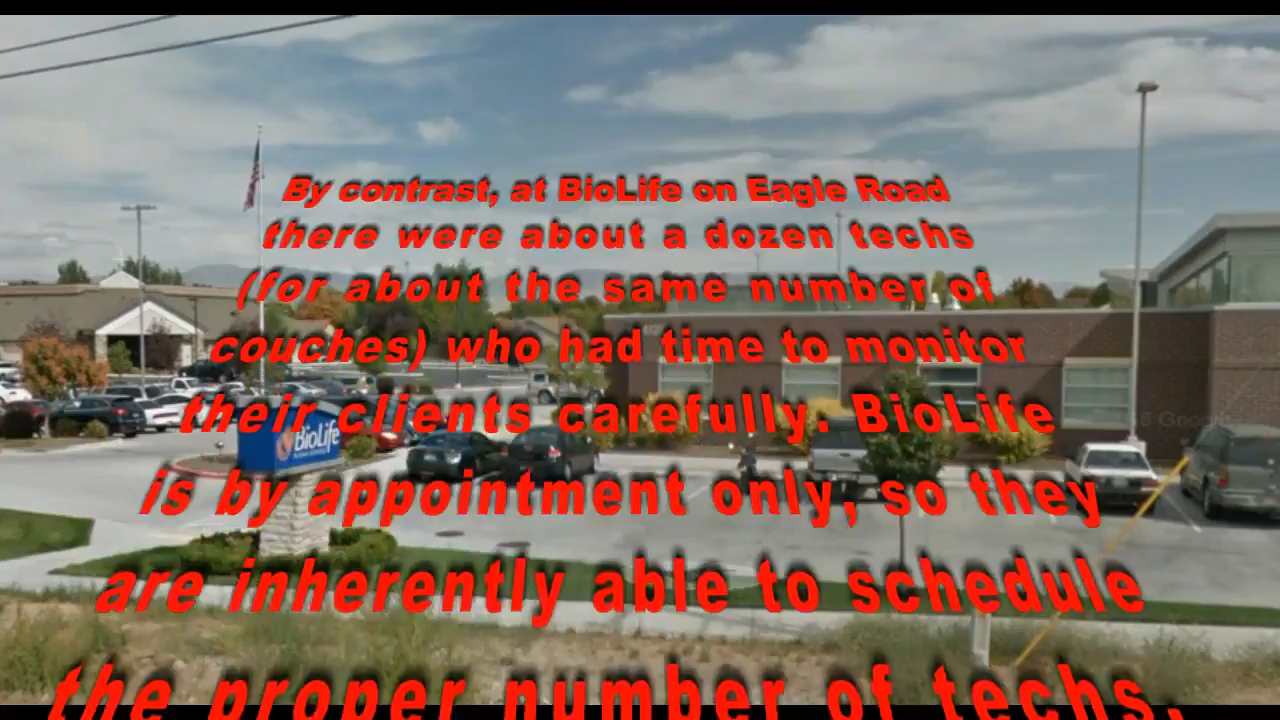 By contrast, at BioLife on Eagle Road
there were about a dozen techs
(for about the same number of
couches) who had time to monitor
their clients carefully. BioLife
is by appointment only, so they
are inherently able to schedule
the proper number of techs.
BioLife